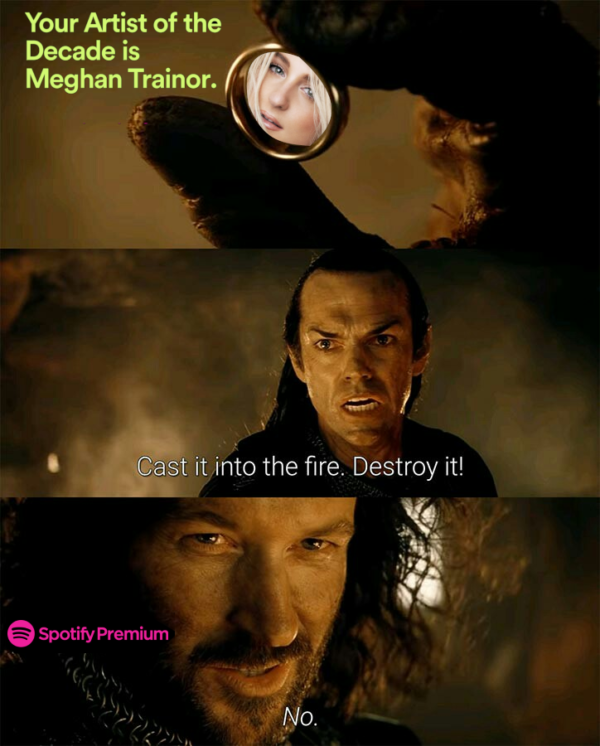 Your Artist of the
Decade is
Meghan Trainor.
Cast it into the fire. Destroy it!
Spotify Premium
No.